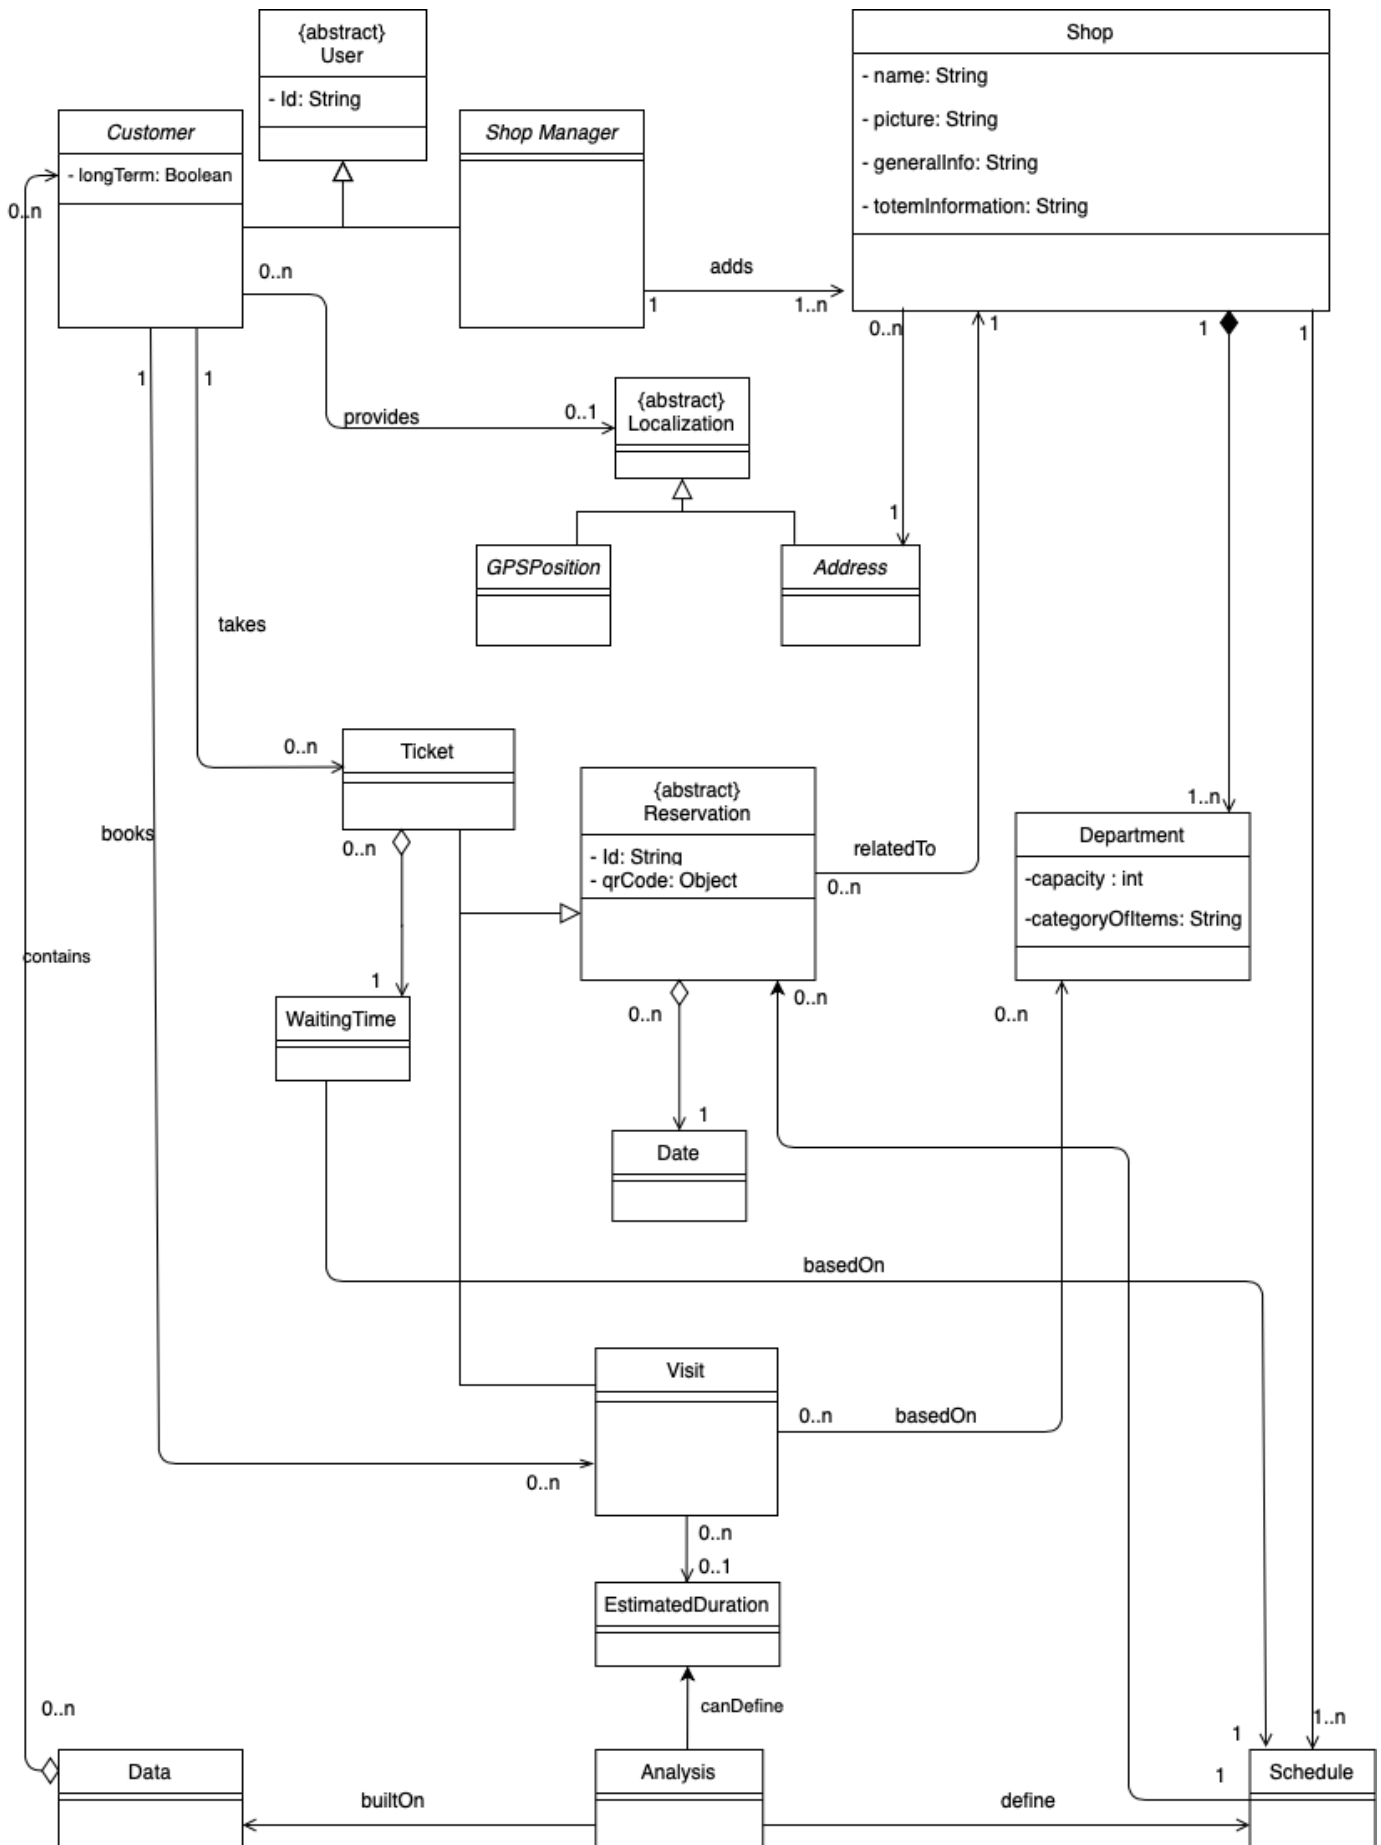 {abstract}
User
- Id: String
Shop
- name: String
- picture: String
- generalInfo: String
- totemInformation: String
Customer
- longTerm: Boolean
Shop Manager
0..n
0..n
adds
1
1..n
0..n
1
1
1
1
1
provides
0..1
{abstract}
Localization
1
GPSPosition
Address
takes
0..n
Ticket
{abstract}
Reservation
- Id: String
- qrCode: Object
relatedTo
0..n
1..n
Department
-capacity : int
-categoryOfItems: String
books
0..n
contains
1
WaitingTime
0..n
0..n
0..n
1
Date
basedOn
Visit
0..n
basedOn
0..n
0..n
0..1
EstimatedDuration
canDefine
0..n
1
1..n
Data
builtOn
Analysis
define
1
Schedule